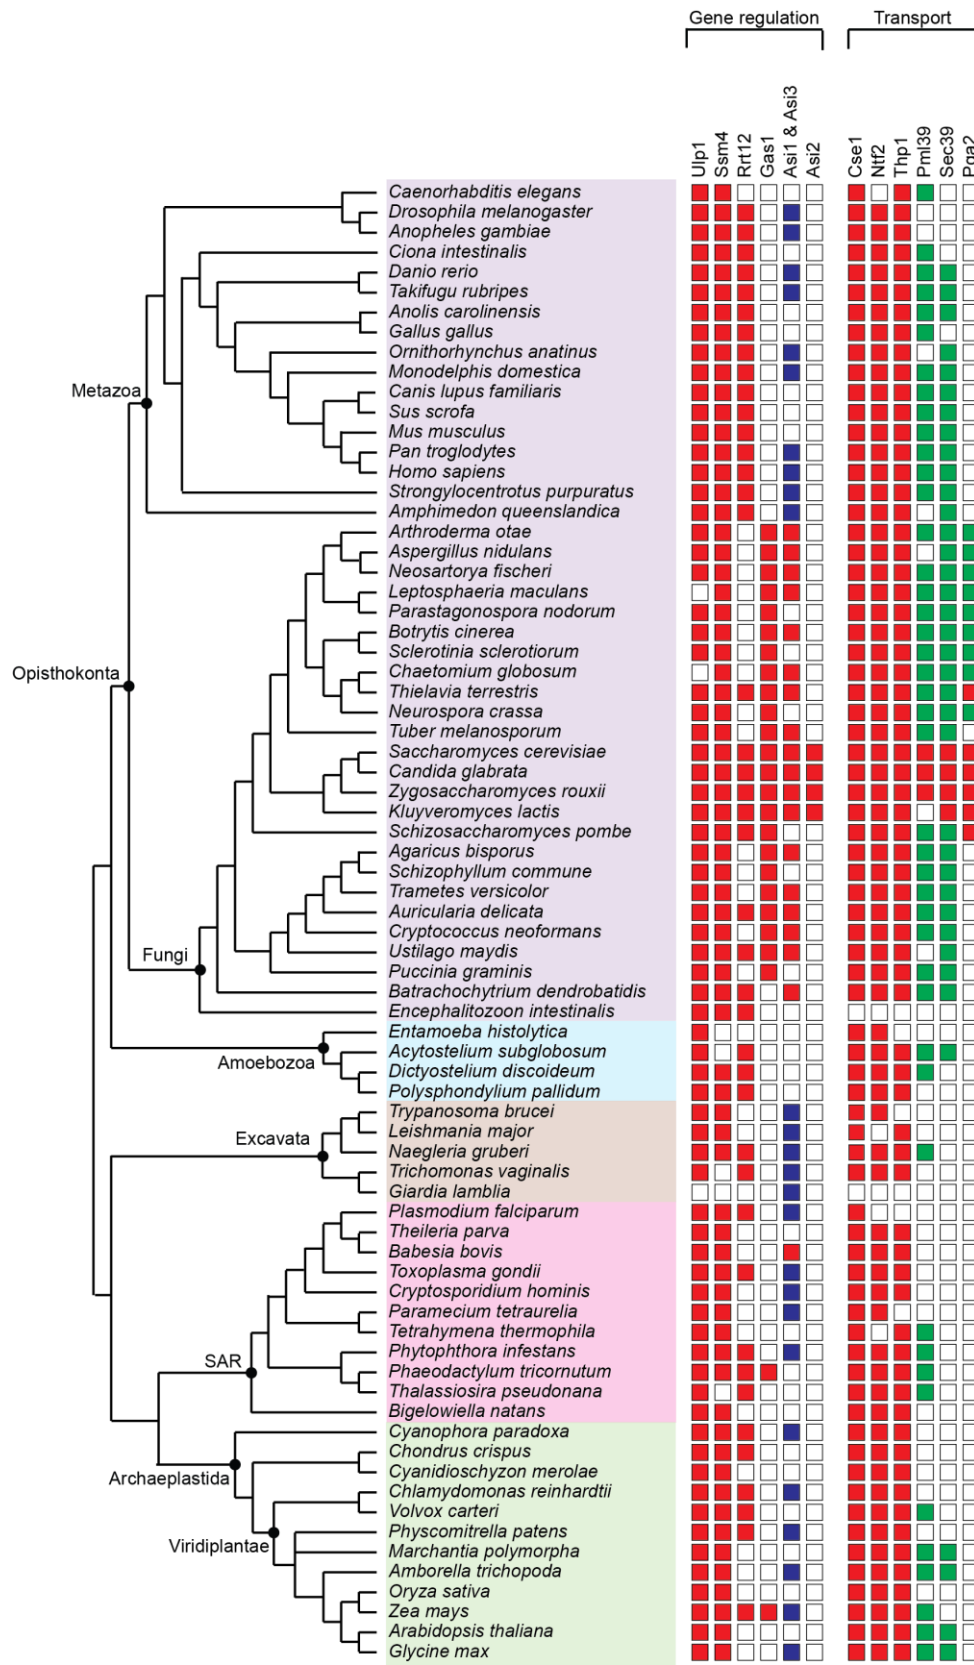 Gene regulation Transport
Ulp1 Ssm4 Rrt12 Gas1 Asi1 & Asi3 Asi2 Cse1 Ntf2 Thp1 Pml39 Sec39 Pga2
Caenorhabditis elegans
Drosophila melanogaster
Anopheles gambiae
Ciona intestinalis
Danio rerio
Takifugu rubripes
Anolis carolinensis
Gallus gallus
Ornithorhynchus anatinus
Monodelphis domestica
Metazoa
Canis lupus familiaris
Sus scrofa
Mus musculus
Pan troglodytes
Homo sapiens
Strongylocentrotus purpuratus
Amphimedon queenslandica
Arthroderma otae
Aspergillus nidulans
Neosartorya fischeri
Leptosphaeria maculans
Parastagonospora nodorum
Botrytis cinerea
Sclerotinia sclerotiorum
Opisthokonta
Chaetomium globosum
Thielavia terrestris
Neurospora crassa
Tuber melanosporum
Saccharomyces cerevisiae
Candida glabrata
Zygosaccharomyces rouxii
Kluyveromyces lactis
Schizosaccharomyces pombe
Agaricus bisporus
Schizophyllum commune
Trametes versicolor
Auricularia delicata
Cryptococcus neoformans
Fungi
Ustilago maydis
Puccinia graminis
Batrachochytrium dendrobatidis
Encephalitozoon intestinalis
Entamoeba histolytica
Acytostelium subglobosum
Amoebozoa
Dictyostelium discoideum
Polysphondylium pallidum
Trypanosoma brucei
Leishmania major
Excavata
Naegleria gruberi
Trichomonas vaginalis
Giardia lamblia
Plasmodium falciparum
Theileria parva
Babesia bovis
Toxoplasma gondii
Cryptosporidium hominis
Paramecium tetraurelia
Tetrahymena thermophila
Phytophthora infestans
SAR
Phaeodactylum tricornutum
Thalassiosira pseudonana
Bigelowiella natans
Cyanophora paradoxa
Chondrus crispus
Archaeplastida
Cyanidioschyzon merolae
Chlamydomonas reinhardtii
Volvox carteri
Physcomitrella patens
Viridiplantae
Marchantia polymorpha
Amborella trichopoda
Oryza sativa
Zea mays
Arabidopsis thaliana
Glycine max